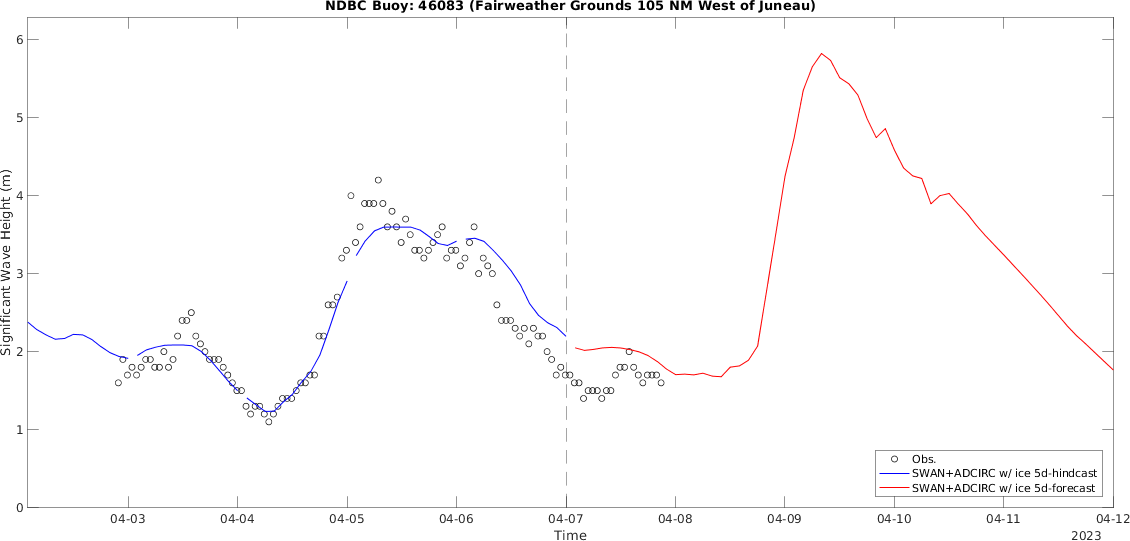 NDBC Buoy: 46083 (Fairweather Grounds 105 NM West of Juneau)
6
5
4
3
2
1
0
Significant Wave Height (m)
Obs.
SWAN+ADCIRC w/ ice 5d-hindcast
SWAN+ADCIRC w/ ice 5d-forecast
04-03 04-04 04-05 04-06 04-07 04-08 04-09 04-10 04-11 04-12
Time
2023